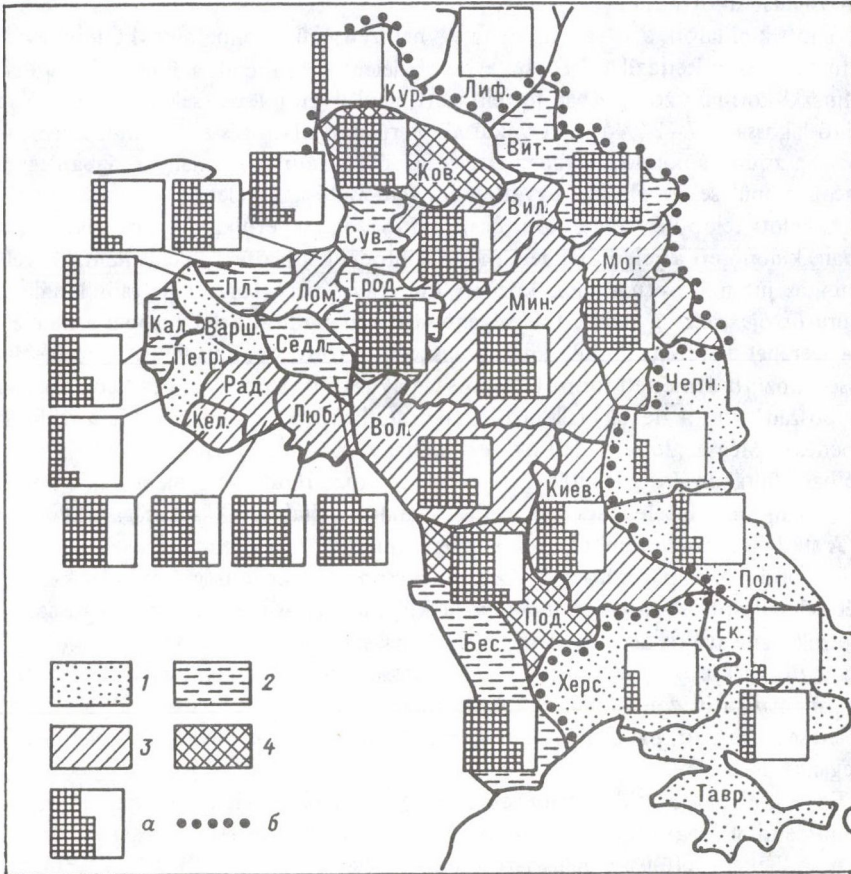 Кур.
Лиф.
Вит.
Ков.
Вил.
Сув.
Мо
Пл.
Лом.
Грод
Мин.
Кал.
Варш.
Седл.
Петр.
Черн.
Рад.
Кел.
Люб.
Вол.
Киев.
Полт.
Под.
Ек.
Бес.
Херс.
Тавр.
1
2
3
4
а
б